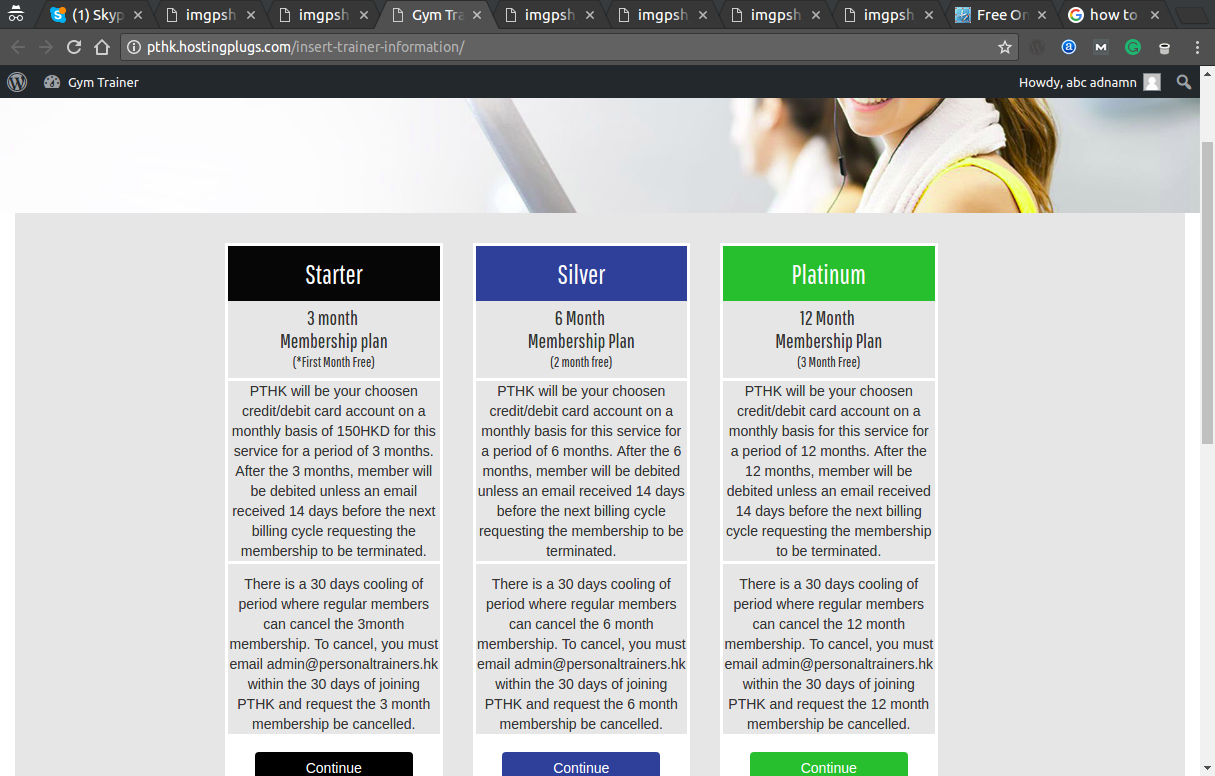 (1) Skyp
imgpsh
imgpsh
Gym Tra
imgpsh
imgpsh
imgpsh
imgpsh
Free On
how to
pthk.hostingplugs.com/insert-trainer-information/
Gym Trainer
Howdy, abc adnamn
Starter
3 month
Membership plan
(*First Month Free)
PTHK will be your choosen
credit/debit card account on a
monthly basis of 150HKD for this
service for a period of 3 months.
After the 3 months, member will
be debited unless an email
received 14 days before the next
billing cycle requesting the
membership to be terminated.
There is a 30 days cooling of
period where regular members
can cancel the 3month
membership. To cancel, you must
email admin@personaltrainers.hk
within the 30 days of joining
PTHK and request the 3 month
membership be cancelled.
Continue
Silver
6 Month
Membership Plan
(2 month free)
PTHK will be your choosen
credit/debit card account on a
monthly basis for this service for
a period of 6 months. After the 6
months, member will be debited
unless an email received 14 days
before the next billing cycle
requesting the membership to be
terminated.
There is a 30 days cooling of
period where regular members
can cancel the 6 month
membership. To cancel, you must
email admin@personaltrainers.hk
within the 30 days of joining
PTHK and request the 6 month
membership be cancelled.
Continue
Platinum
12 Month
Membership Plan
(3 Month Free)
PTHK will be your choosen
credit/debit card account on a
monthly basis for this service for
a period of 12 months. After the
12 months, member will be
debited unless an email received
14 days before the next billing
cycle requesting the membership
to be terminated.
There is a 30 days cooling of
period where regular members
can cancel the 12 month
membership. To cancel, you must
email admin@personaltrainers.hk
within the 30 days of joining
PTHK and request the 12 month
membership be cancelled.
Continue